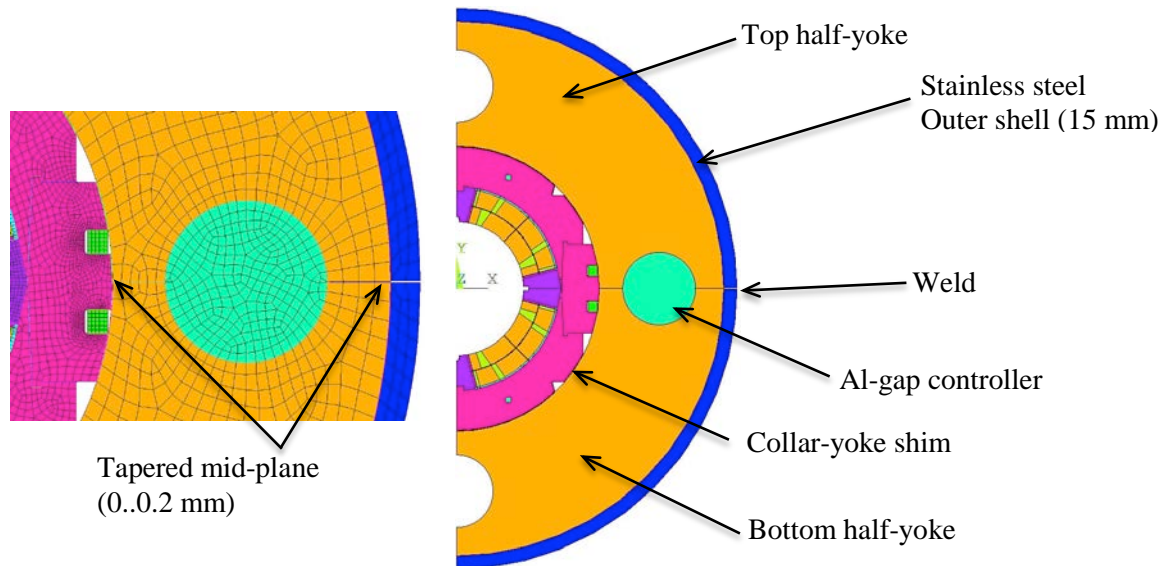 Top half-yoke
Stainless steel
Outer shell (15 mm)
Y
Z
X
Weld
Al-gap controller
Collar-yoke shim
Bottom half-yoke
Tapered mid-plane
(0..0.2 mm)